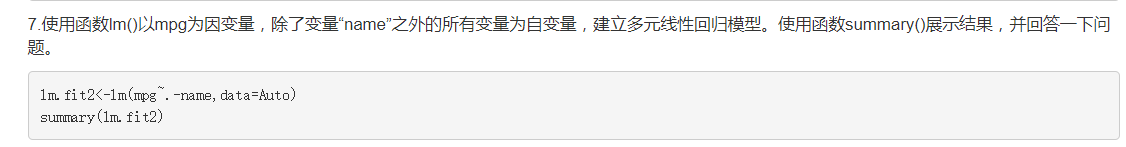 7.使用函数lm()以mpg为因变量，除了变量“name”之外的所有变量为自变量，建立多元线性回归模型。使用函数summary()展示结果，并回答一下问
题。
lm.fit2<-lm(mpg~.-name,data=Auto)
summary(lm.fit2)